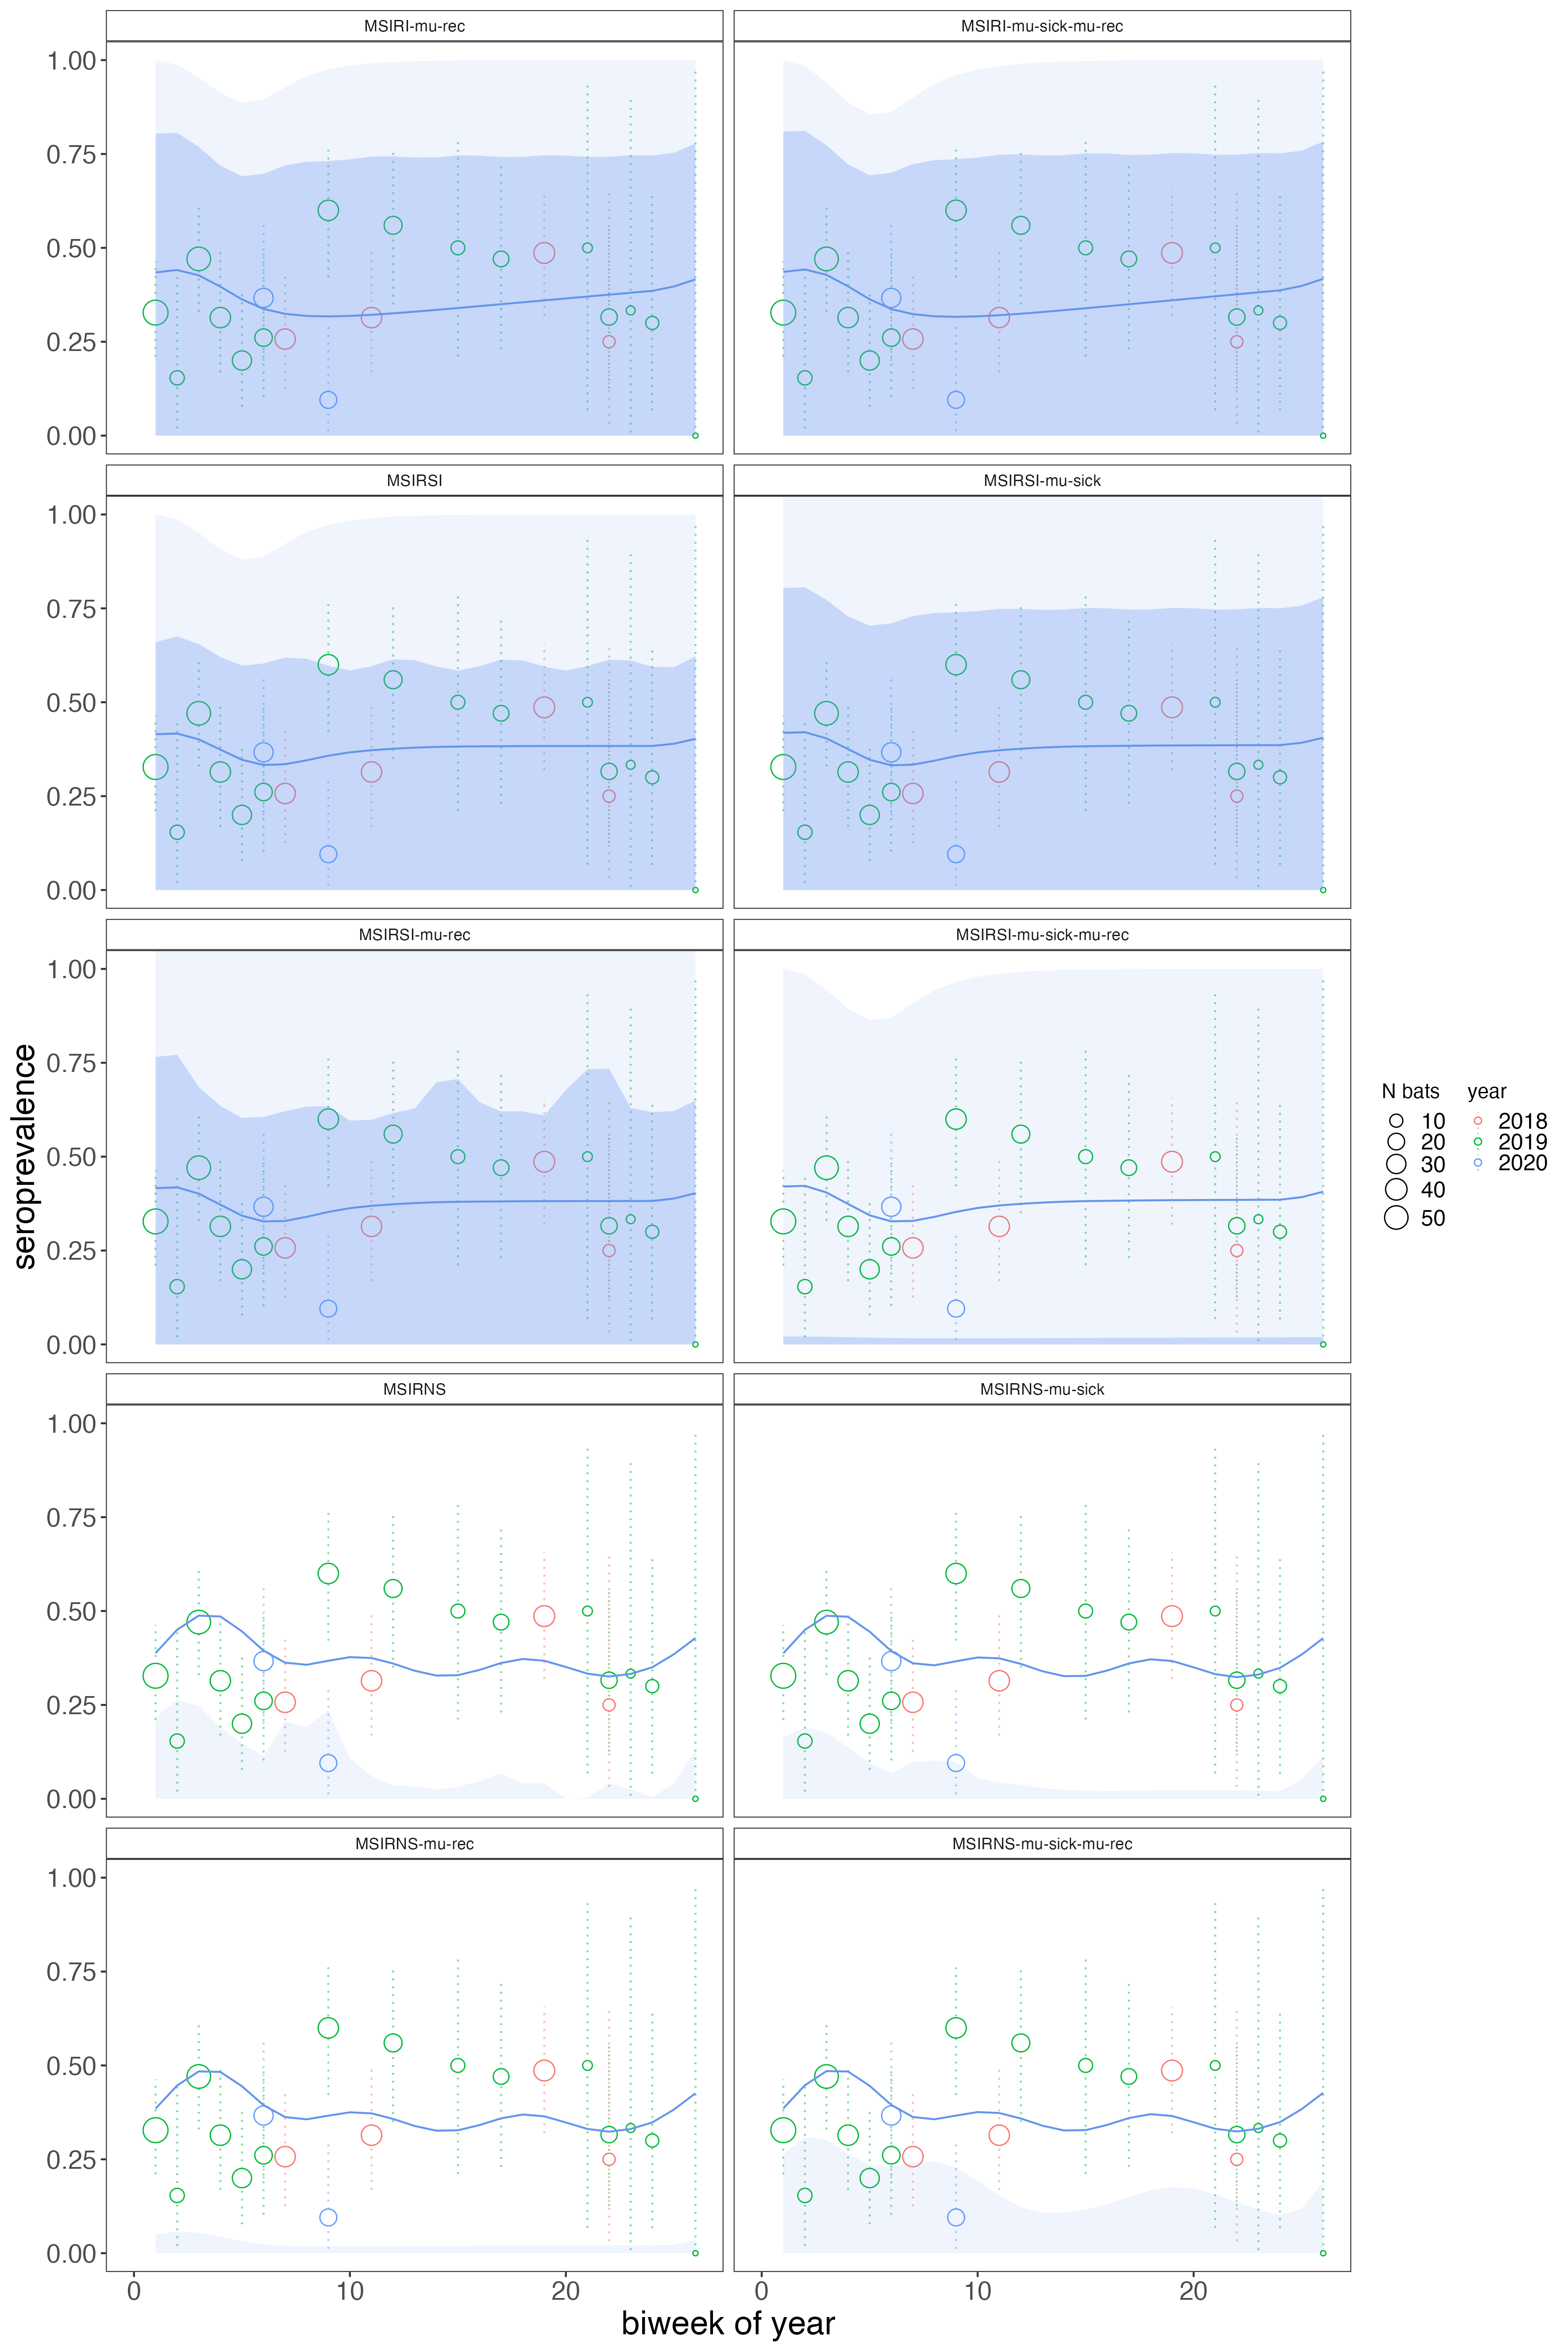 MSIRI-mu-rec
MSIRI-mu-sick-mu-rec
1.00
0.75
0.50
0.25
0.00
MSIRSI
MSIRSI-mu-sick
1.00
0.75
0.50
0.25
0.00
MSIRSI-mu-rec
MSIRSI-mu-sick-mu-rec
1.00
0.75
0.50
0.25
0.00
MSIRNS
MSIRNS-mu-sick
1.00
0.75
0.50
0.25
0.00
MSIRNS-mu-rec
MSIRNS-mu-sick-mu-rec
1.00
0.75
0.50
0.25
0.00
0 10 20
0 10 20
biweek of year
seroprevalence
N bats
10
20
30
40
50
year
2018
2019
2020